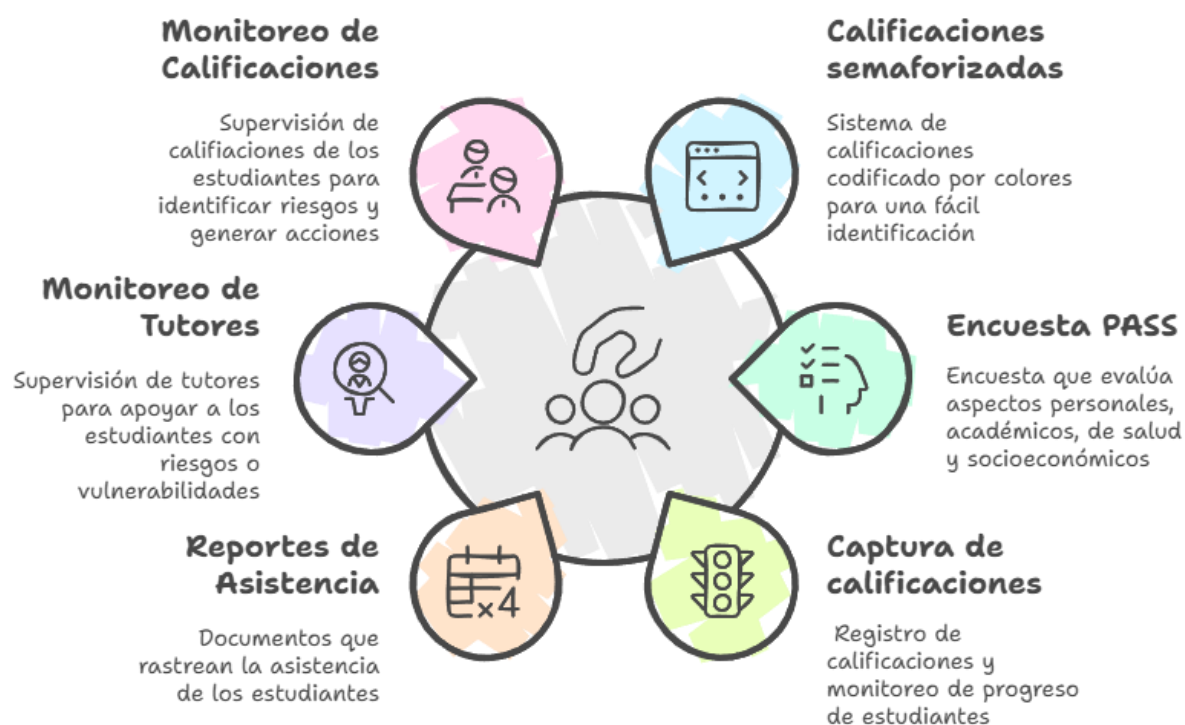 Monitoreo de
Calificaciones
Supervisión de
califiaciones de los
estudiantes para
identificar riesgos y
generar acciones
Calificaciones
semaforizadas
Sistema de
calificaciones
codificado por colores
para una fácil
identificación
Monitoreo de
Tutores
Supervisión de tutores
para apoyar a los
estudiantes con
riesgos o
vulnerabilidades
Encuesta PASS
Encuesta que evalúa
aspectos personales,
académicos, de salud
y socioeconómicos
Reportes de
Asistencia
x4
Documentos que
rastrean la asistencia
de los estudiantes
Captura de
calificaciones
Registro de
calificaciones y
monitoreo de progreso
de estudiantes